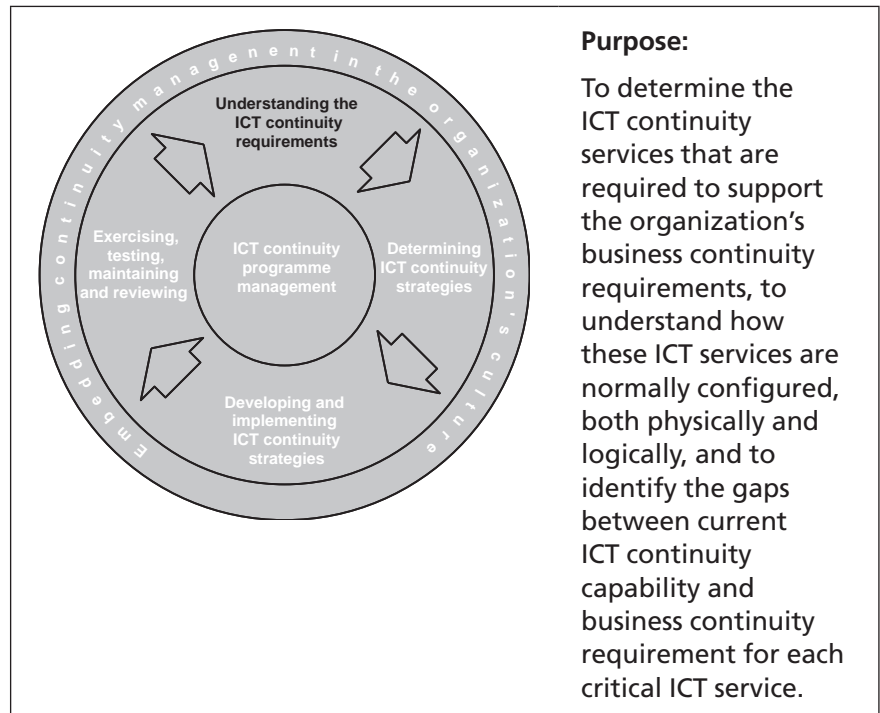 Embedding continuity managenent in the organization's culture
Understanding the
ICT continuity
requirements
Exercising,
testing,
maintaining
and reviewing
ICT continuity
programme
management
Determining
ICT continuity
strategies
Developing and
implementing
ICT continuity
strategies
Purpose:
To determine the
ICT continuity
services that are
required to support
the organization’s
business continuity
requirements, to
understand how
these ICT services are
normally configured,
both physically and
logically, and to
identify the gaps
between current
ICT continuity
capability and
business continuity
requirement for each
critical ICT service.